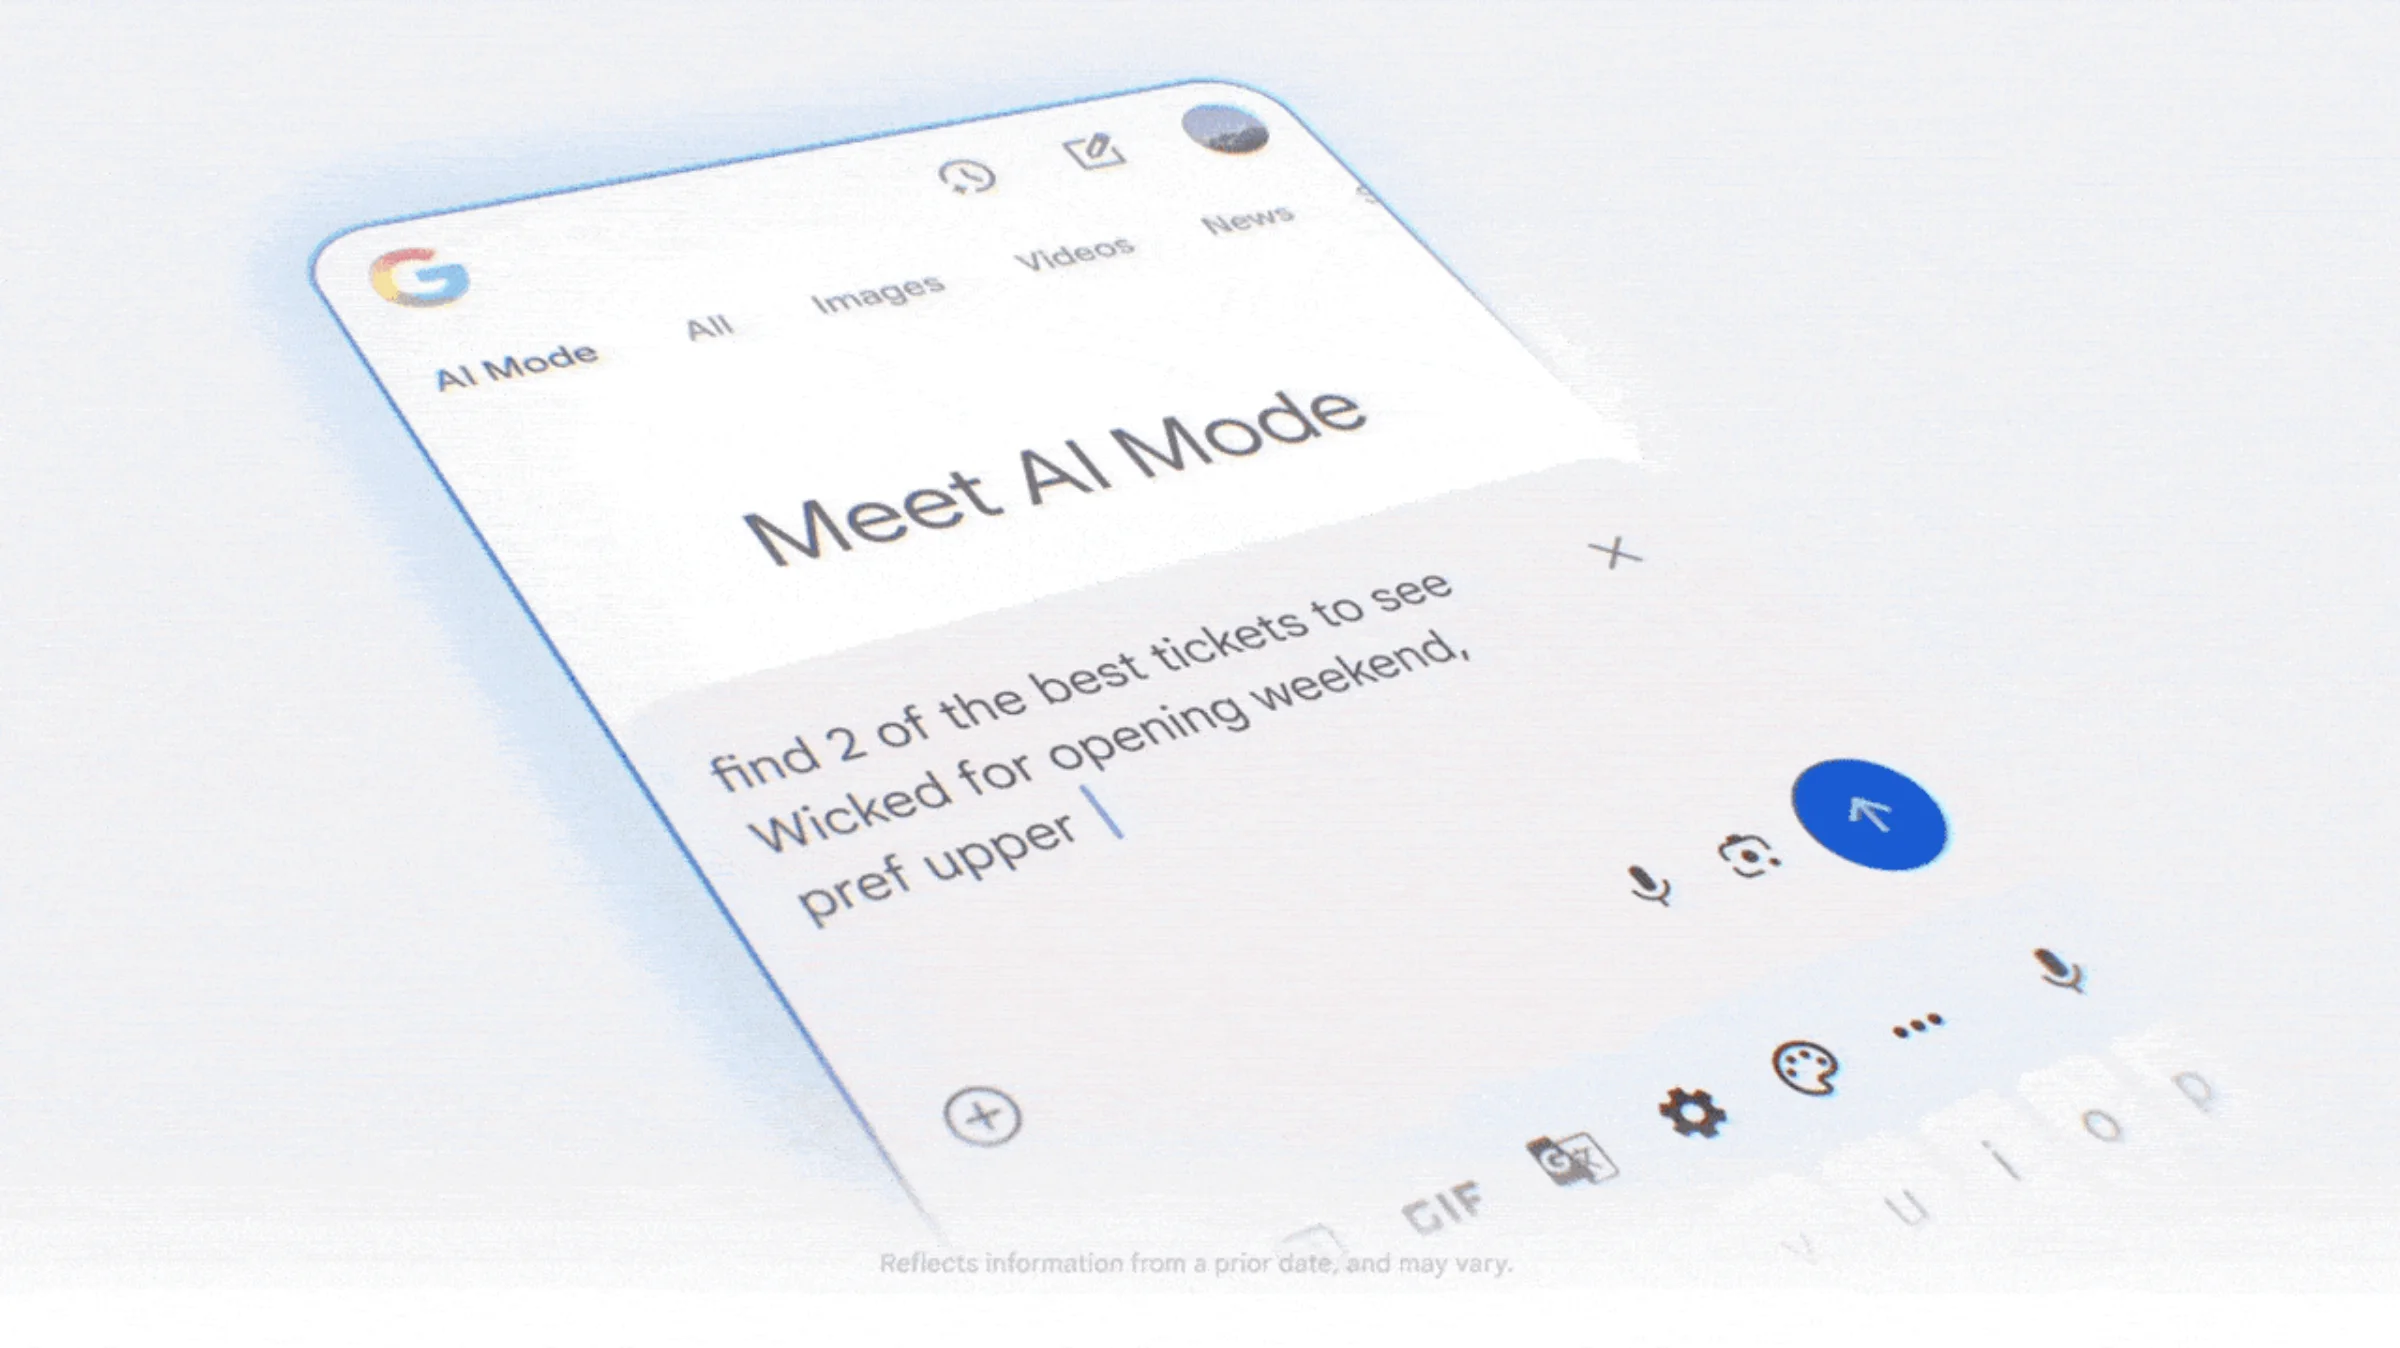 AI Mode All Images Videos News
Meet AI Mode
find 2 of the best tickets to see
Wicked for opening weekend,
pref upper
GIF
u i o p
Reflects information from a prior date, and may vary.